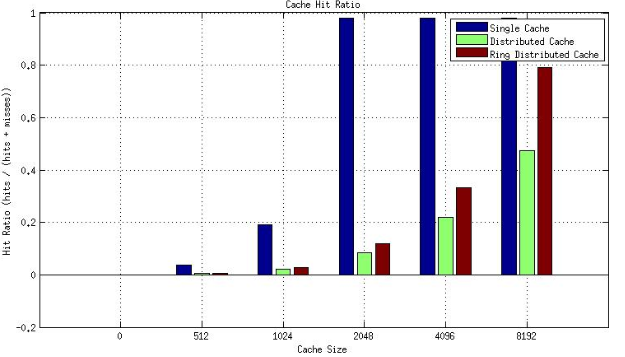 Cache Hit Ratio
1
0.8
0.6
0.4
0.2
0
-0.2
Hit Ratio (hits / (hits + misses))
Single Cache
Distributed Cache
Ring Distributed Cache
0 512 1024 2048 4096 8192
Cache Size